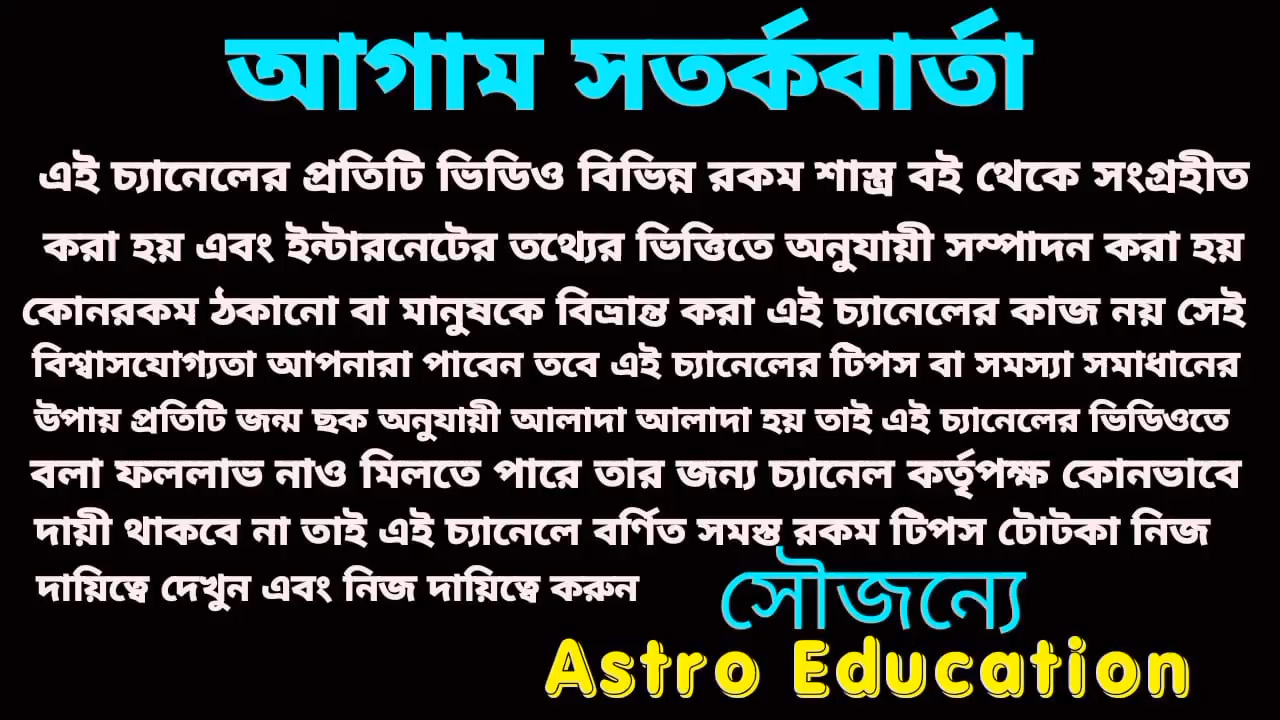 আগাম সতর্কবার্তা
এই চ্যানেলের প্রতিটি ভিডিও বিভিন্ন রকম শাস্ত্র বই থেকে সংগ্রহীত
করা হয় এবং ইন্টারনেটের তথ্যের ভিত্তিতে অনুযায়ী সম্পাদন করা হয়
কোনরকম ঠকানো বা মানুষকে বিভ্রান্ত করা এই চ্যানেলের কাজ নয় সেই
বিশ্বাসযোগ্যতা আপনারা পাবেন তবে এই চ্যানেলের টিপস বা সমস্যা সমাধানের
উপায় প্রতিটি জন্ম ছক অনুযায়ী আলাদা আলাদা হয় তাই এই চ্যানেলের ভিডিওতে
বলা ফললাভ নাও মিলতে পারে তার জন্য চ্যানেল কর্তৃপক্ষ কোনভাবে
দায়ী থাকবে না তাই এই চ্যানেলে বর্ণিত সমস্ত রকম টিপস টোটকা নিজ
দায়িত্বে দেখুন এবং নিজ দায়িত্বে করুন
সৌজন্যে
Astro Education